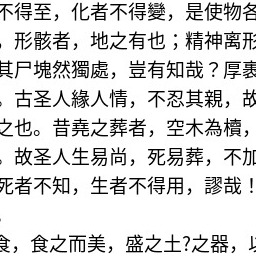 不得至，化者不得變，是使物各
，形骸者，地之有也；精神离形
其尸塊然獨處，豈有知哉？厚裹
。古圣人緣人情，不忍其親，故
之也。昔堯之葬者，空木為櫝，
。故圣人生易尚，死易葬，不加
死者不知，生者不得用，謬哉！
。
食，食之而美，盛之土?之器，以